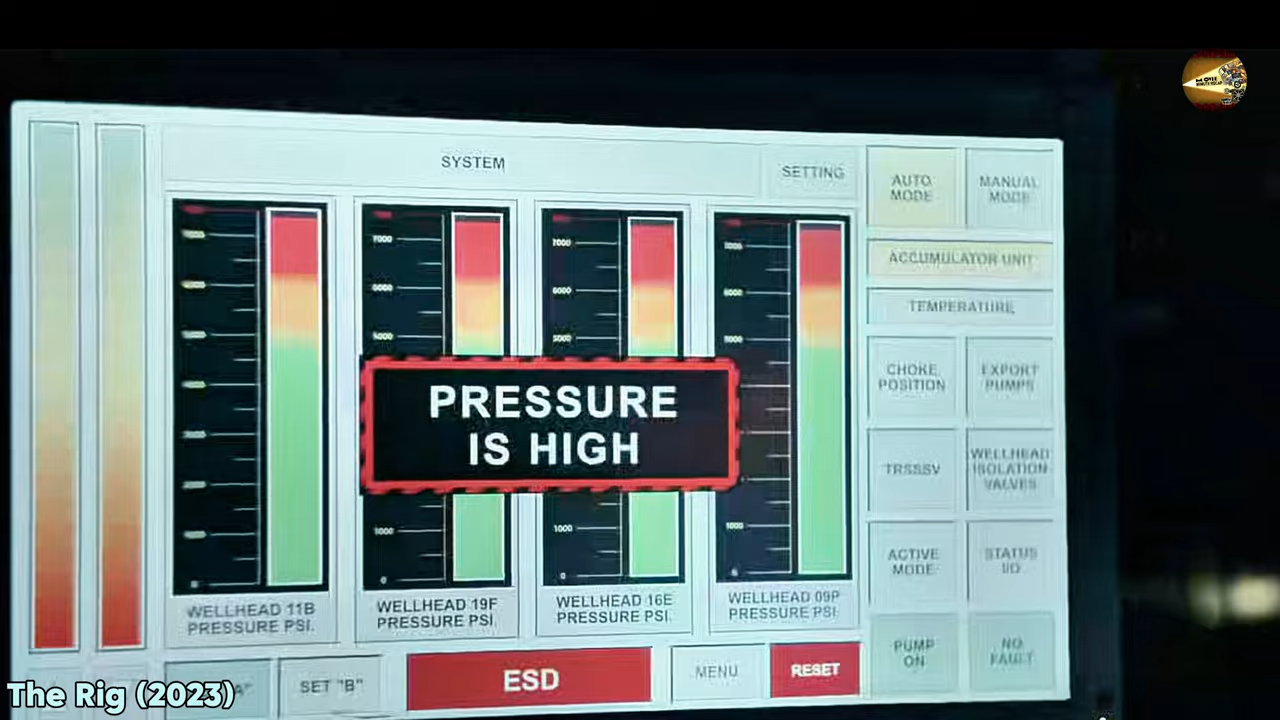 SYSTEM
SETTING
AUTO
MODE
MANUAL
MODE
ACCUMULATOR UNIT
TEMPERATURE
CHOKE
POSITION
EXPORT
PUMPS
TRSSSV
WELLHEAD
ISOLATION
VALVES
ACTIVE
MODE
STATUS
I/O
PUMP
ON
NO
FAULT
7000
6000
5000
1000
0
7000
6000
5000
1000
0
7000
6000
5000
1000
0
PRESSURE
IS HIGH
WELLHEAD 11B
PRESSURE PSI.
WELLHEAD 19F
PRESSURE PSI.
WELLHEAD 16E
PRESSURE PSI.
WELLHEAD 09P
PRESSURE PSI.
SET "B"
ESD
MENU
RESET
The Rig (2023)